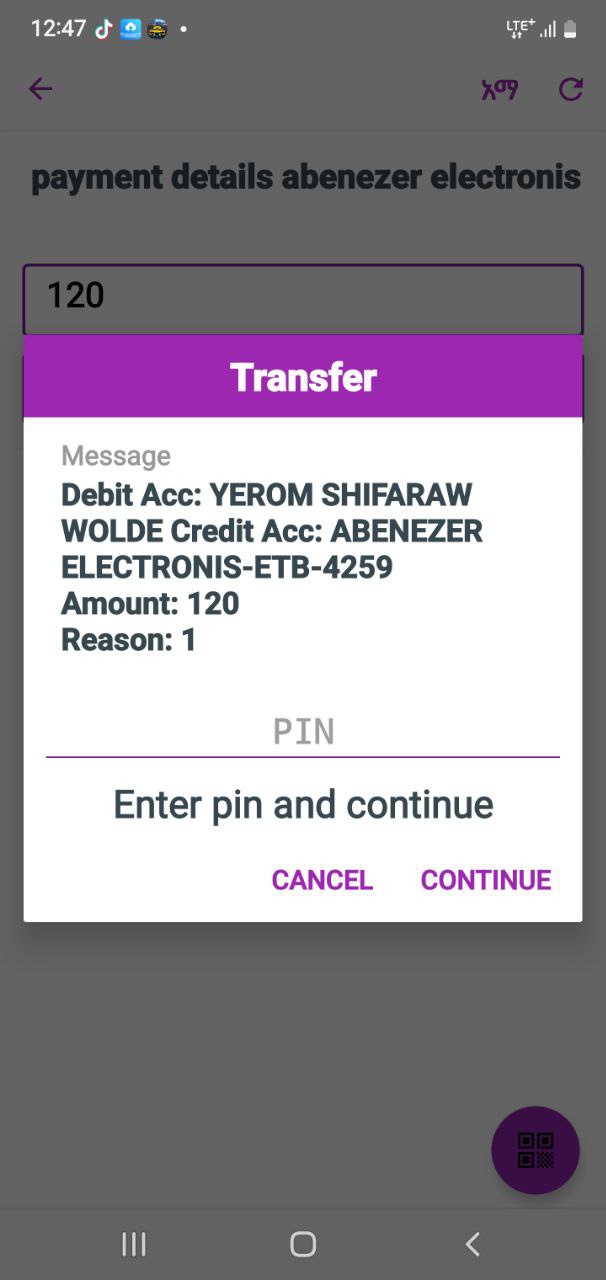 12:47
LTE+
አማ
payment details abenezer electronis
120
Transfer
Message
Debit Acc: YEROM SHIFARAW
WOLDE Credit Acc: ABENEZER
ELECTRONIS-ETB-4259
Amount: 120
Reason: 1
PIN
Enter pin and continue
CANCEL CONTINUE